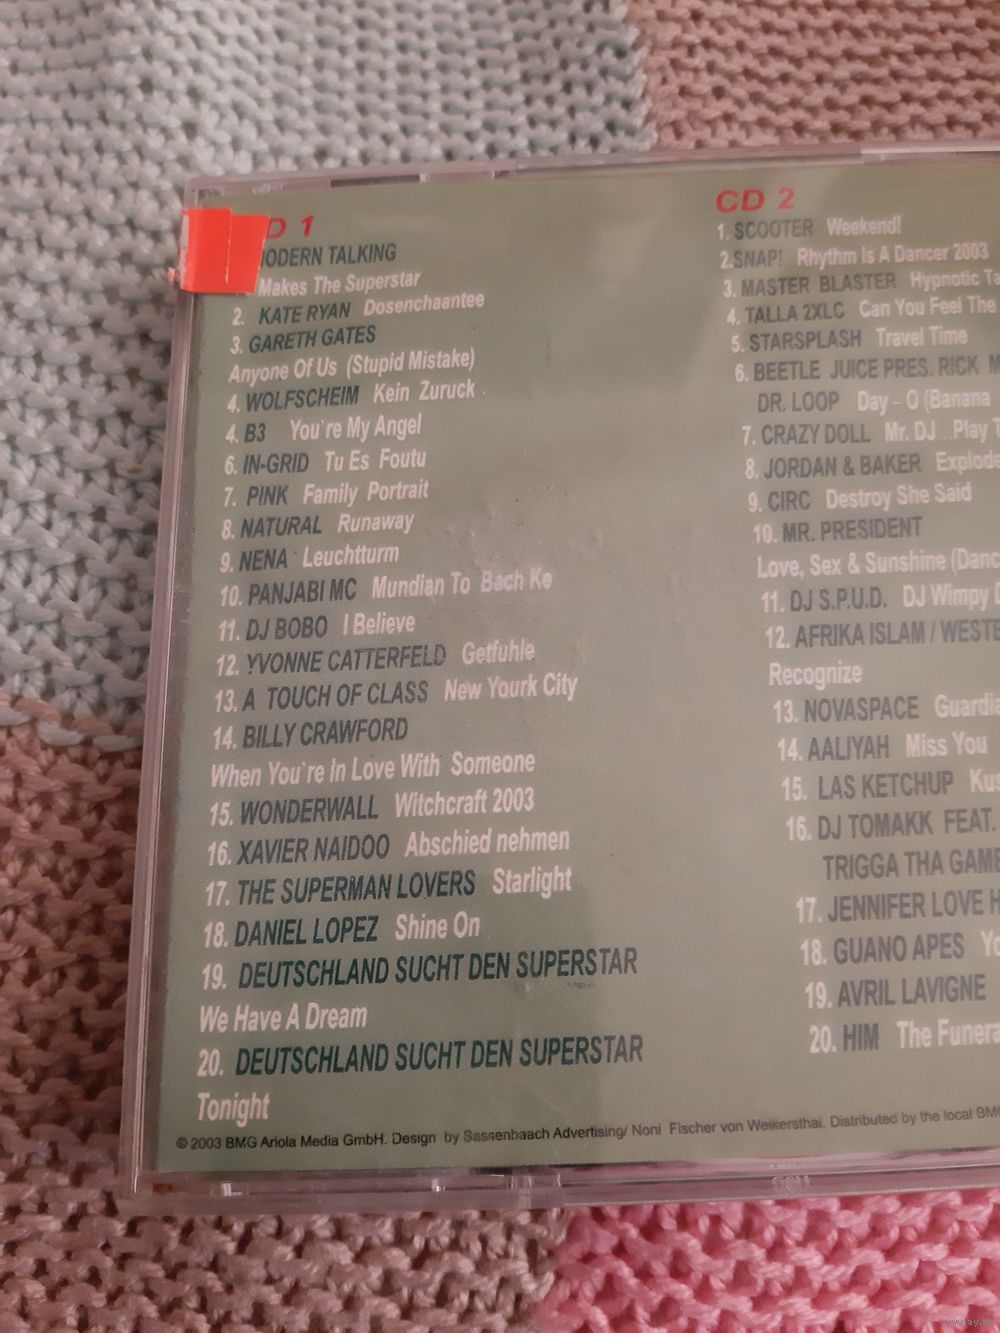 D 1
ODERN TALKING
Makes The Superstar
2. KATE RYAN Dosenchaantee
3. GARETH GATES
Anyone Of Us (Stupid Mistake)
4. WOLFSCHEIM Kein Zuruck
4. B3 You're My Angel
6. IN-GRID Tu Es Foutu
7. PINK Family Portrait
8. NATURAL Runaway
9. NENA Leuchtturm
10. PANJABI MC Mundian To Bach Ke
11. DJ BOBO I Believe
12. YVONNE CATTERFELD Getfuhle
13. A TOUCH OF CLASS New Yourk City
14. BILLY CRAWFORD
When You're In Love With Someone
15. WONDERWALL Witchcraft 2003
16. XAVIER NAIDOO Abschied nehmen
17. THE SUPERMAN LOVERS Starlight
18. DANIEL LOPEZ Shine On
19. DEUTSCHLAND SUCHT DEN SUPERSTAR
We Have A Dream
20. DEUTSCHLAND SUCHT DEN SUPERSTAR
Tonight
CD 2
1. SCOOTER Weekend!
2.SNAP! Rhythm Is A Dancer 2003
3. MASTER BLASTER Hypnotic Ta
4. TALLA 2XLC Can You Feel The
5. STARSPLASH Travel Time
6. BEETLE JUICE PRES. RICK M
DR. LOOP Day - O (Banana
7. CRAZY DOLL Mr. DJ...Play T
8. JORDAN & BAKER Explode
9. CIRC Destroy She Said
10. MR. PRESIDENT
Love, Sex & Sunshine (Danc
11. DJ S.P.U.D. DJ Wimpy
12. AFRIKA ISLAM / WESTE
Recognize
13. NOVASPACE Guardia
14. AALIYAH Miss You
15. LAS KETCHUP Kus
16. DJ TOMAKK FEAT.
TRIGGA THA GAMB
17. JENNIFER LOVE H
18. GUANO APES Yo
19. AVRIL LAVIGNE
20. HIM The Funera
© 2003 BMG Ariola Media GmbH. Design by Sassenbaach Advertising/ Noni Fischer von Weikersthai. Distributed by the local BMG